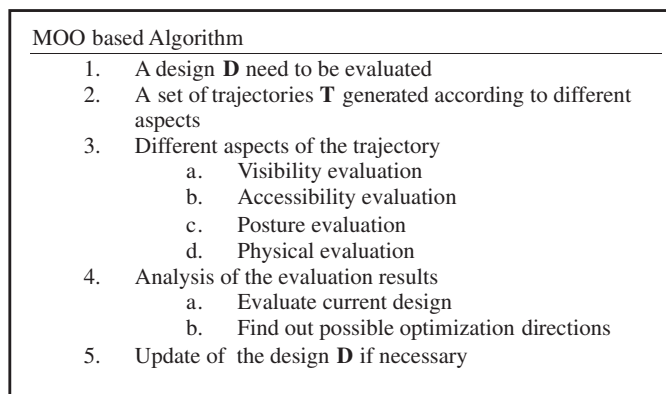 MOO based Algorithm
1. A design D need to be evaluated
2. A set of trajectories T generated according to different
aspects
3. Different aspects of the trajectory
a. Visibility evaluation
b. Accessibility evaluation
c. Posture evaluation
d. Physical evaluation
4. Analysis of the evaluation results
a. Evaluate current design
b. Find out possible optimization directions
5. Update of the design D if necessary